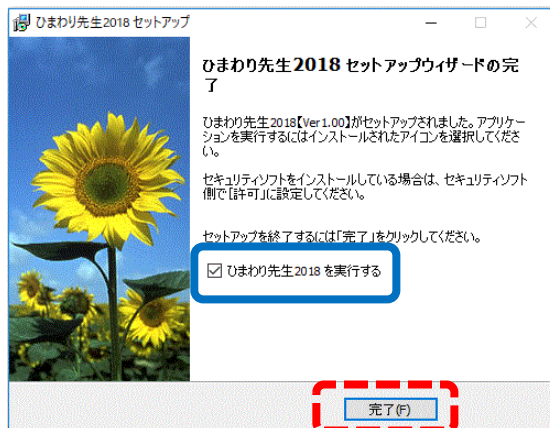 ひまわり先生2018 セットアップ
ひまわり先生2018 セットアップウィザードの完
了
ひまわり先生2018【Ver1.00】がセットアップされました。アプリケー
ションを実行するにはインストールされたアイコンを選択してくださ
い。
セキュリティソフトをインストールしている場合は、セキュリティソフト
側で[許可]に設定してください。
セットアップを終了するには「完了」をクリックしてください。
ひまわり先生2018 を実行する
完了(F)